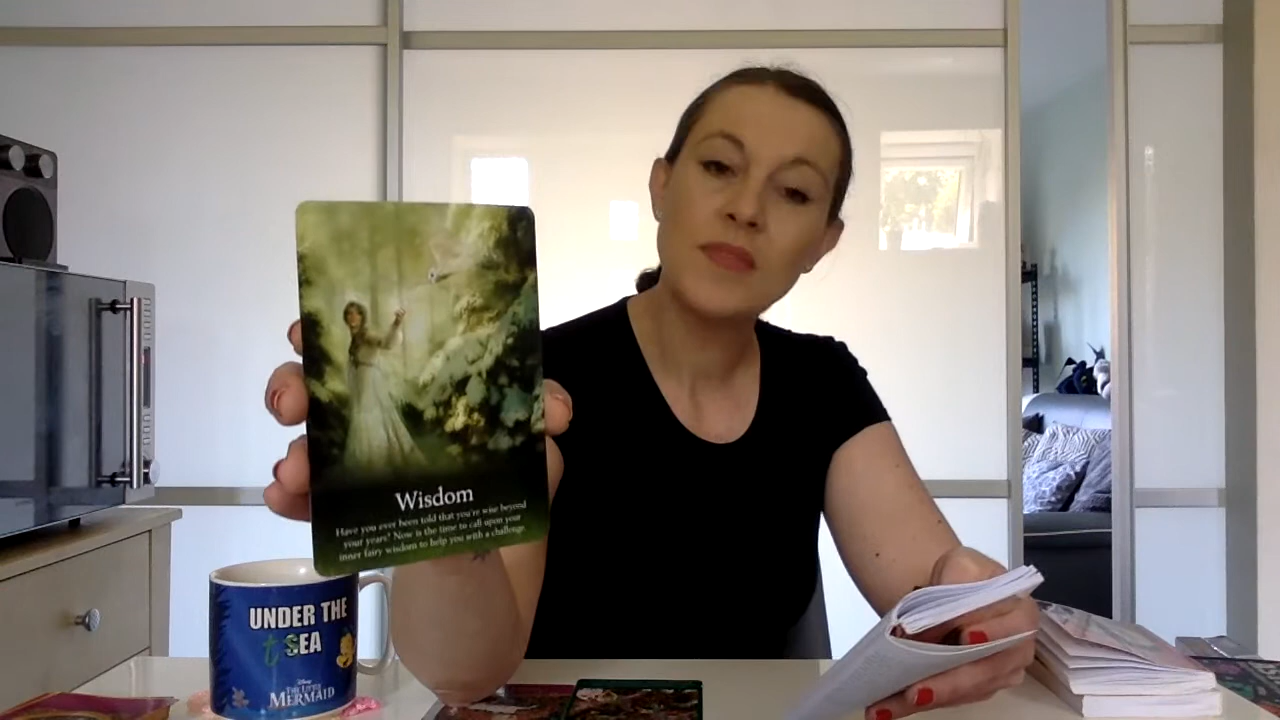 Wisdom
Have you ever been told that you're wise beyond
your years? Now is the time to call upon your
inner fairy wisdom to help you with a challenge.
UNDER THE
t SEA
Disney
THE LITTLE
MERMAID